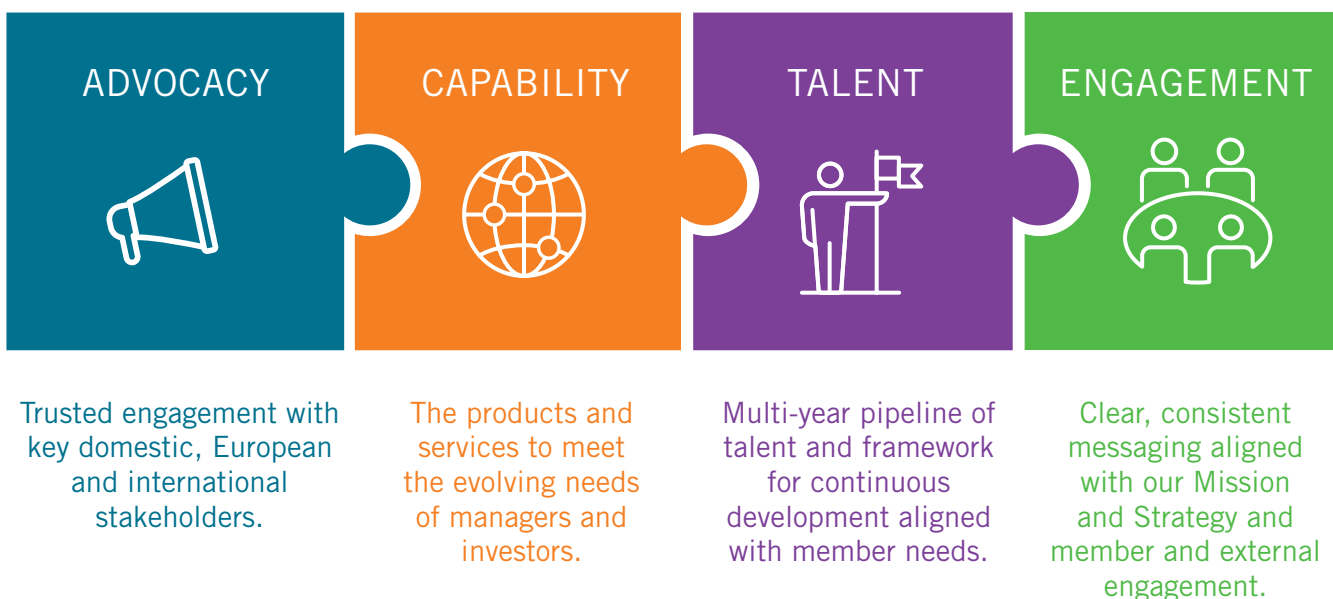 ADVOCACY
CAPABILITY
TALENT
ENGAGEMENT
Trusted engagement with
key domestic, European
and international
stakeholders.
The products and
services to meet
the evolving needs
of managers and
investors.
Multi-year pipeline of
talent and framework
for continuous
development aligned
with member needs.
Clear, consistent
messaging aligned
with our Mission
and Strategy and
member and external
engagement.